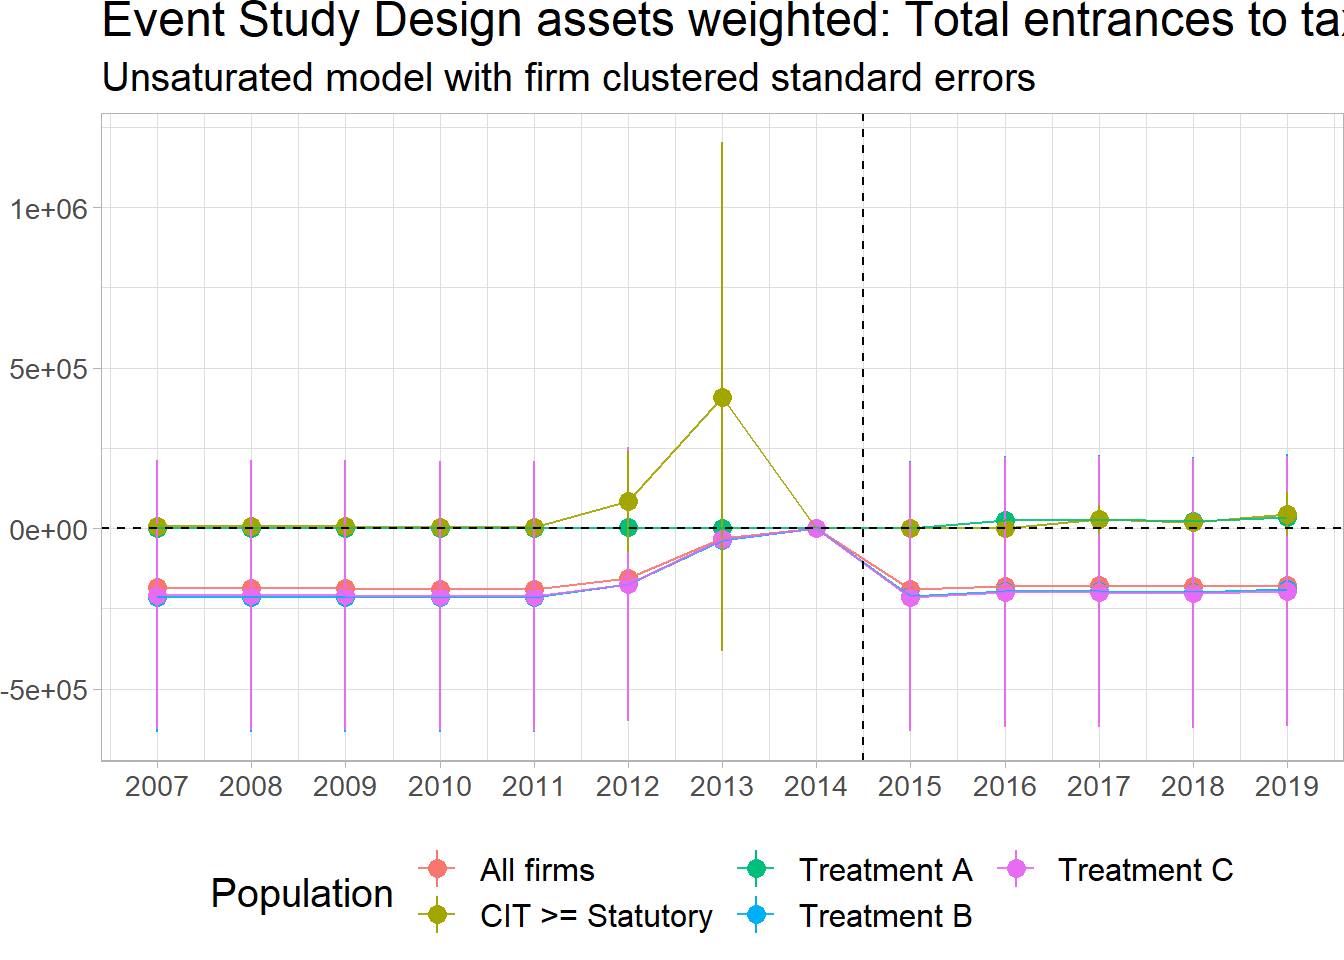 Event Study Design assets weighted: Total entrances to tax
Unsaturated model with firm clustered standard errors
1e+06
5e+05
0e+00
-5e+05
2007 2008 2009 2010 2011 2012 2013 2014 2015 2016 2017 2018 2019
Population
All firms
CIT >= Statutory
Treatment A
Treatment B
Treatment C